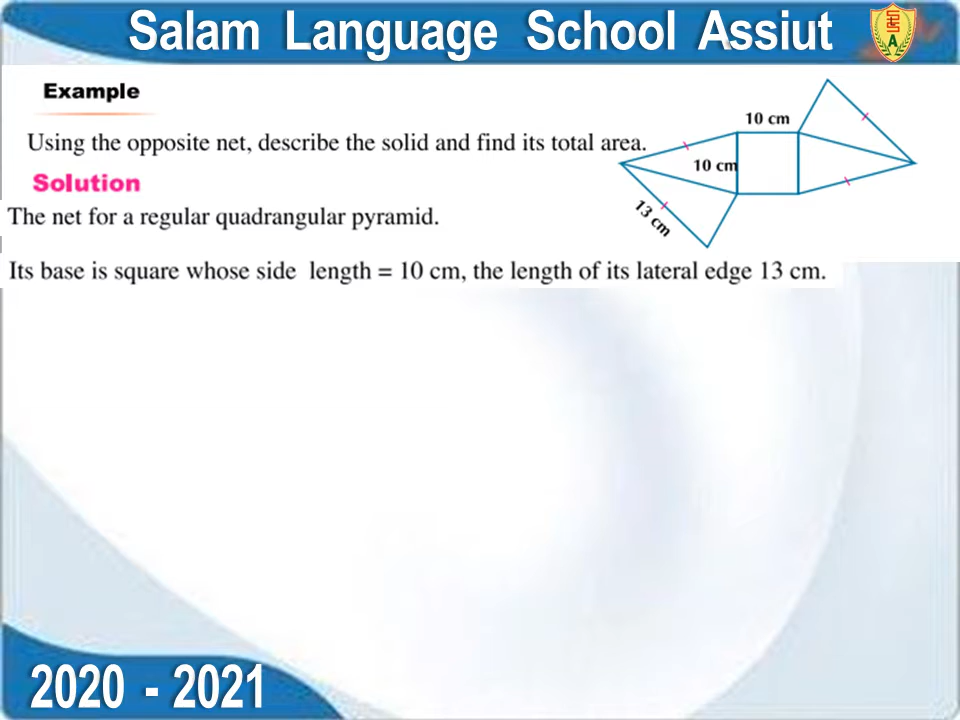 Salam Language School Assiut
Example
Using the opposite net, describe the solid and find its total area.
10 cm
10 cm
13 cm
Solution
The net for a regular quadrangular pyramid.
Its base is square whose side length = 10 cm, the length of its lateral edge 13 cm.
2020 - 2021